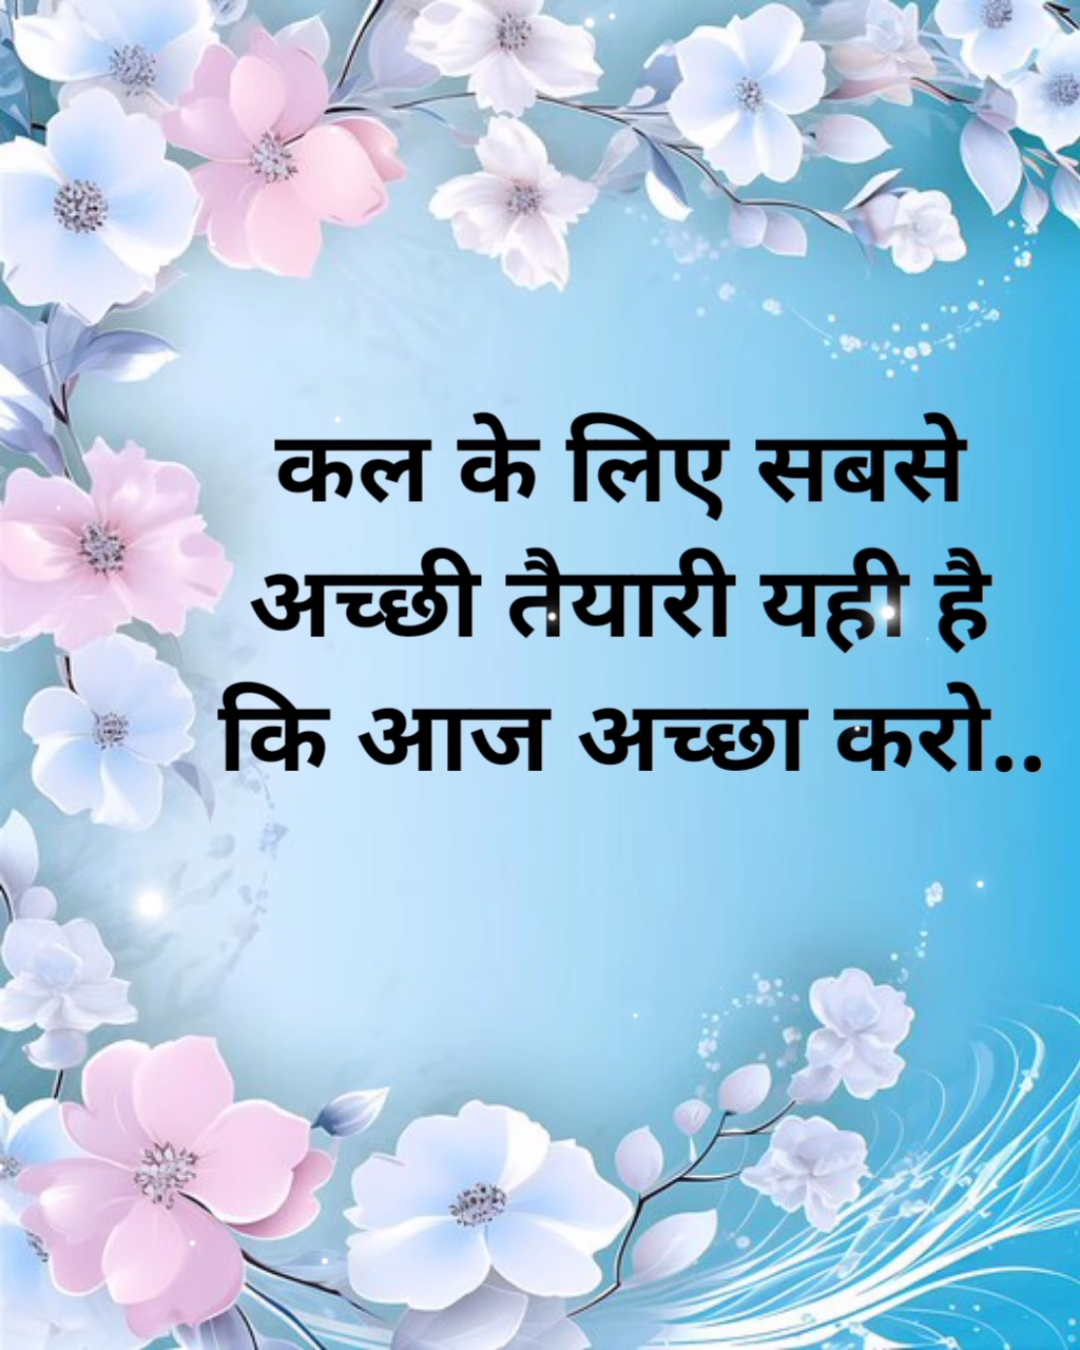 कल के लिए सबसे
अच्छी तैयारी यही है
कि आज अच्छा करो..